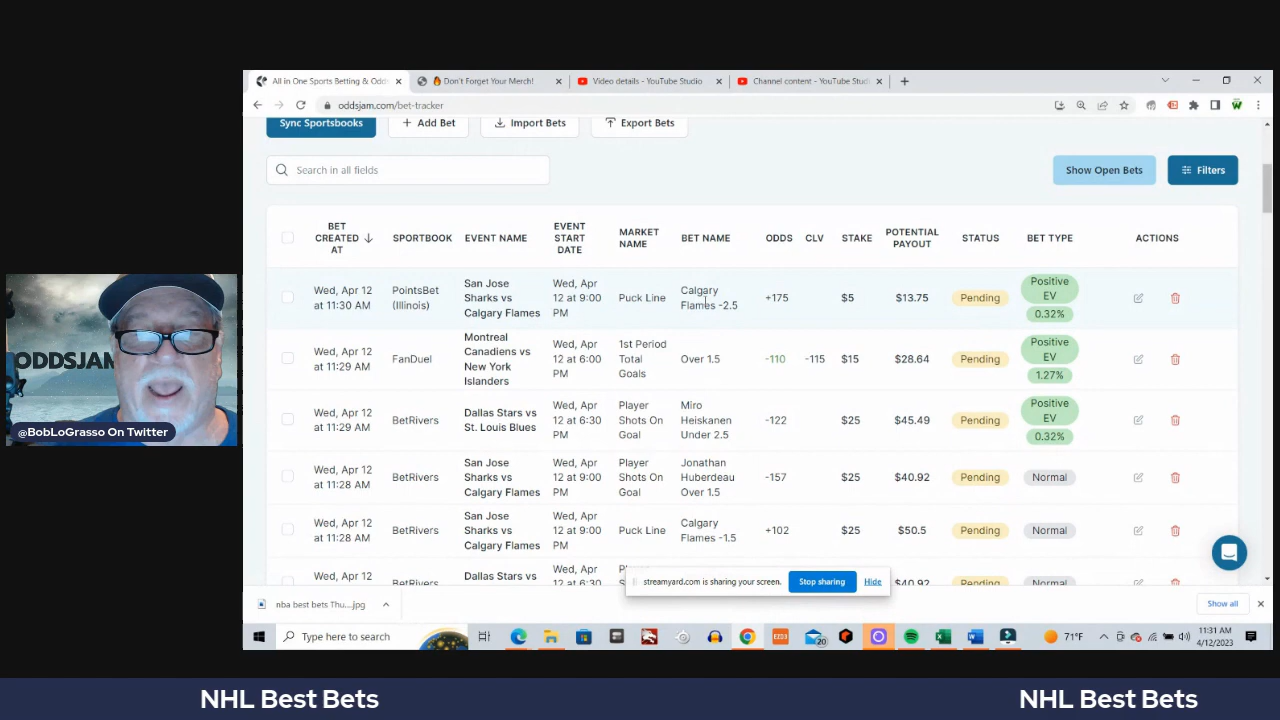 All in One Sports Betting & Odds
🔥 Don't Forget Your Merch!
Video details - YouTube Studio
Channel content - YouTube Stud
oddsjam.com/bet-tracker
Sync Sportsbooks
+ Add Bet
Import Bets
Export Bets
Search in all fields
Show Open Bets
Filters
BET CREATED AT
SPORTBOOK
EVENT NAME
EVENT START DATE
MARKET NAME
BET NAME
ODDS
CLV
STAKE
POTENTIAL PAYOUT
STATUS
BET TYPE
ACTIONS
Wed, Apr 12 at 11:30 AM
PointsBet (Illinois)
San Jose Sharks vs Calgary Flames
Wed, Apr 12 at 9:00 PM
Puck Line
Calgary Flames -2.5
+175
$5
$13.75
Pending
Positive EV
0.32%
Wed, Apr 12 at 11:29 AM
FanDuel
Montreal Canadiens vs New York Islanders
Wed, Apr 12 at 6:00 PM
1st Period Total Goals
Over 1.5
-110
-115
$15
$28.64
Pending
Positive EV
1.27%
Wed, Apr 12 at 11:29 AM
BetRivers
Dallas Stars vs St. Louis Blues
Wed, Apr 12 at 6:30 PM
Player Shots On Goal
Miro Heiskanen Under 2.5
-122
$25
$45.49
Pending
Positive EV
0.32%
Wed, Apr 12 at 11:28 AM
BetRivers
San Jose Sharks vs Calgary Flames
Wed, Apr 12 at 9:00 PM
Player Shots On Goal
Jonathan Huberdeau Over 1.5
-157
$25
$40.92
Pending
Normal
Wed, Apr 12 at 11:28 AM
BetRivers
San Jose Sharks vs Calgary Flames
Wed, Apr 12 at 9:00 PM
Puck Line
Calgary Flames -1.5
+102
$25
$50.5
Pending
Normal
Wed, Apr
BetRivers
Dallas Stars vs
Wed, Apr
$40.92
Pending
Normal
streamyard.com is sharing your screen.
Stop sharing
Hide
nba best bets Thu....jpg
Show all
Type here to search
EZD3
20
71°F
11:31 AM
4/12/2023
ODDSJAM
@BobLoGrasso On Twitter
NHL Best Bets
NHL Best Bets